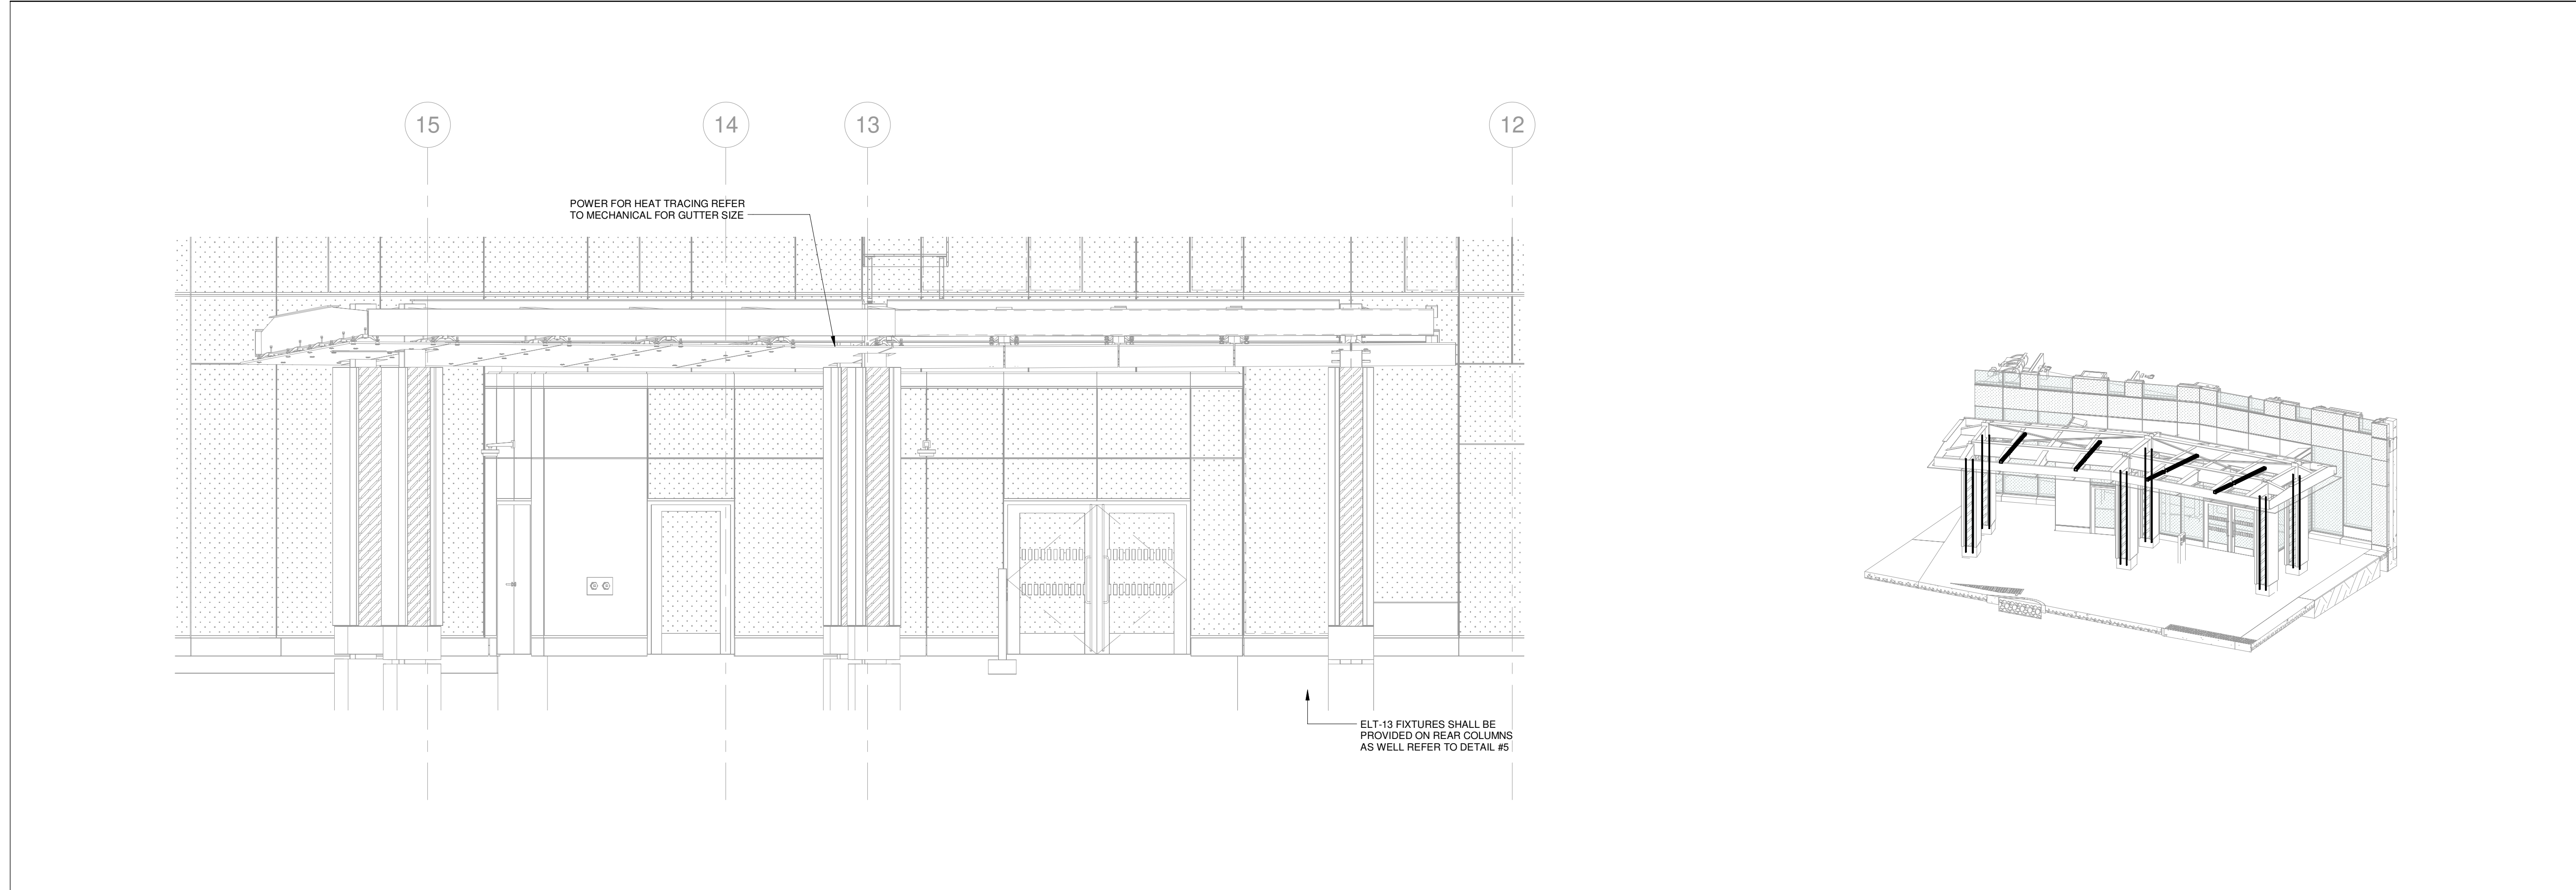 15
14
13
12
POWER FOR HEAT TRACING REFER
TO MECHANICAL FOR GUTTER SIZE
ELT-13 FIXTURES SHALL BE
PROVIDED ON REAR COLUMNS
AS WELL REFER TO DETAIL #5